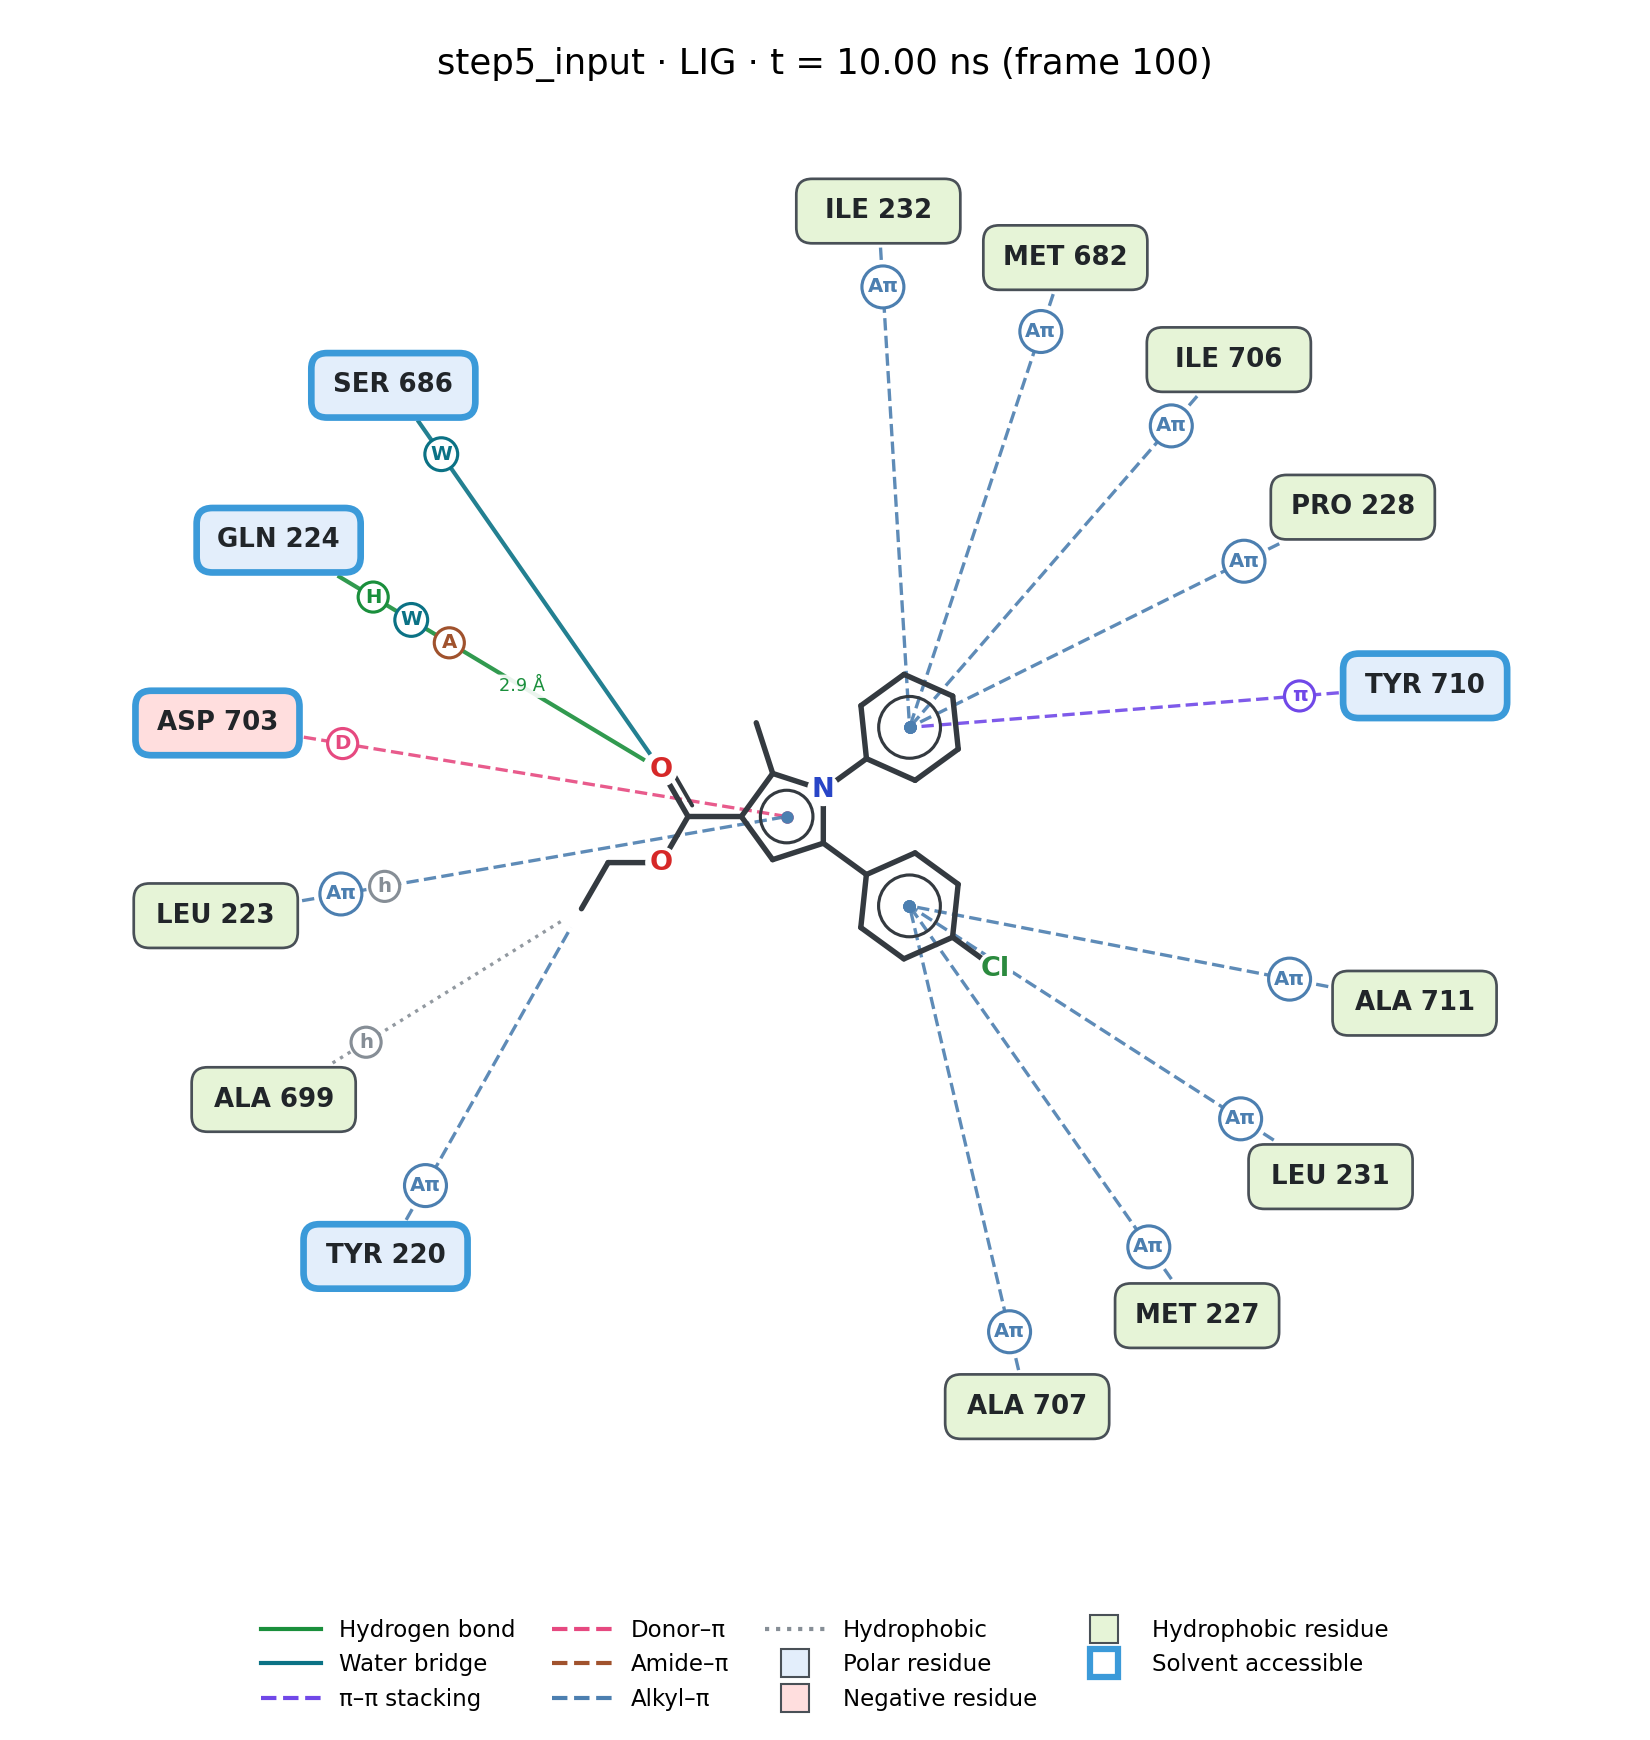 step5_input · LIG · t = 10.00 ns (frame 100)
ILE 232
MET 682
Aπ
Aπ
ILE 706
SER 686
Aπ
W
PRO 228
GLN 224
Aπ
H
W
A
2.9 Å
TYR 710
π
ASP 703
D
O
N
O
LEU 223
Aπ
h
Cl
Aπ
ALA 711
h
ALA 699
Aπ
LEU 231
Aπ
TYR 220
Aπ
MET 227
Aπ
ALA 707
Hydrogen bond
Water bridge
π–π stacking
Donor–π
Amide–π
Alkyl–π
Hydrophobic
Polar residue
Negative residue
Hydrophobic residue
Solvent accessible